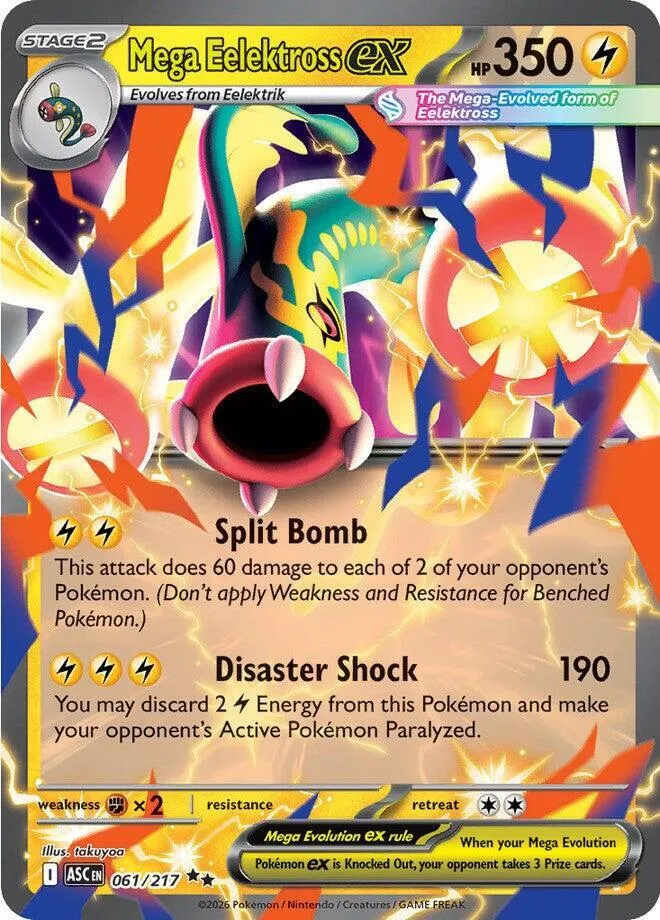 STAGE2
Mega Eelektross ex
HP 350
Evolves from Eelektrik
The Mega-Evolved form of
Eelektross
Split Bomb
This attack does 60 damage to each of 2 of your opponent's
Pokémon. (Don't apply Weakness and Resistance for Benched
Pokémon.)
Disaster Shock 190
You may discard 2 Energy from this Pokémon and make
your opponent's Active Pokémon Paralyzed.
weakness ×2 resistance retreat
Illus. takuyoa
Mega Evolution ex rule
When your Mega Evolution
Pokémon ex is Knocked Out, your opponent takes 3 Prize cards.
I ASC EN 061/217
©2026 Pokémon / Nintendo / Creatures / GAME FREAK